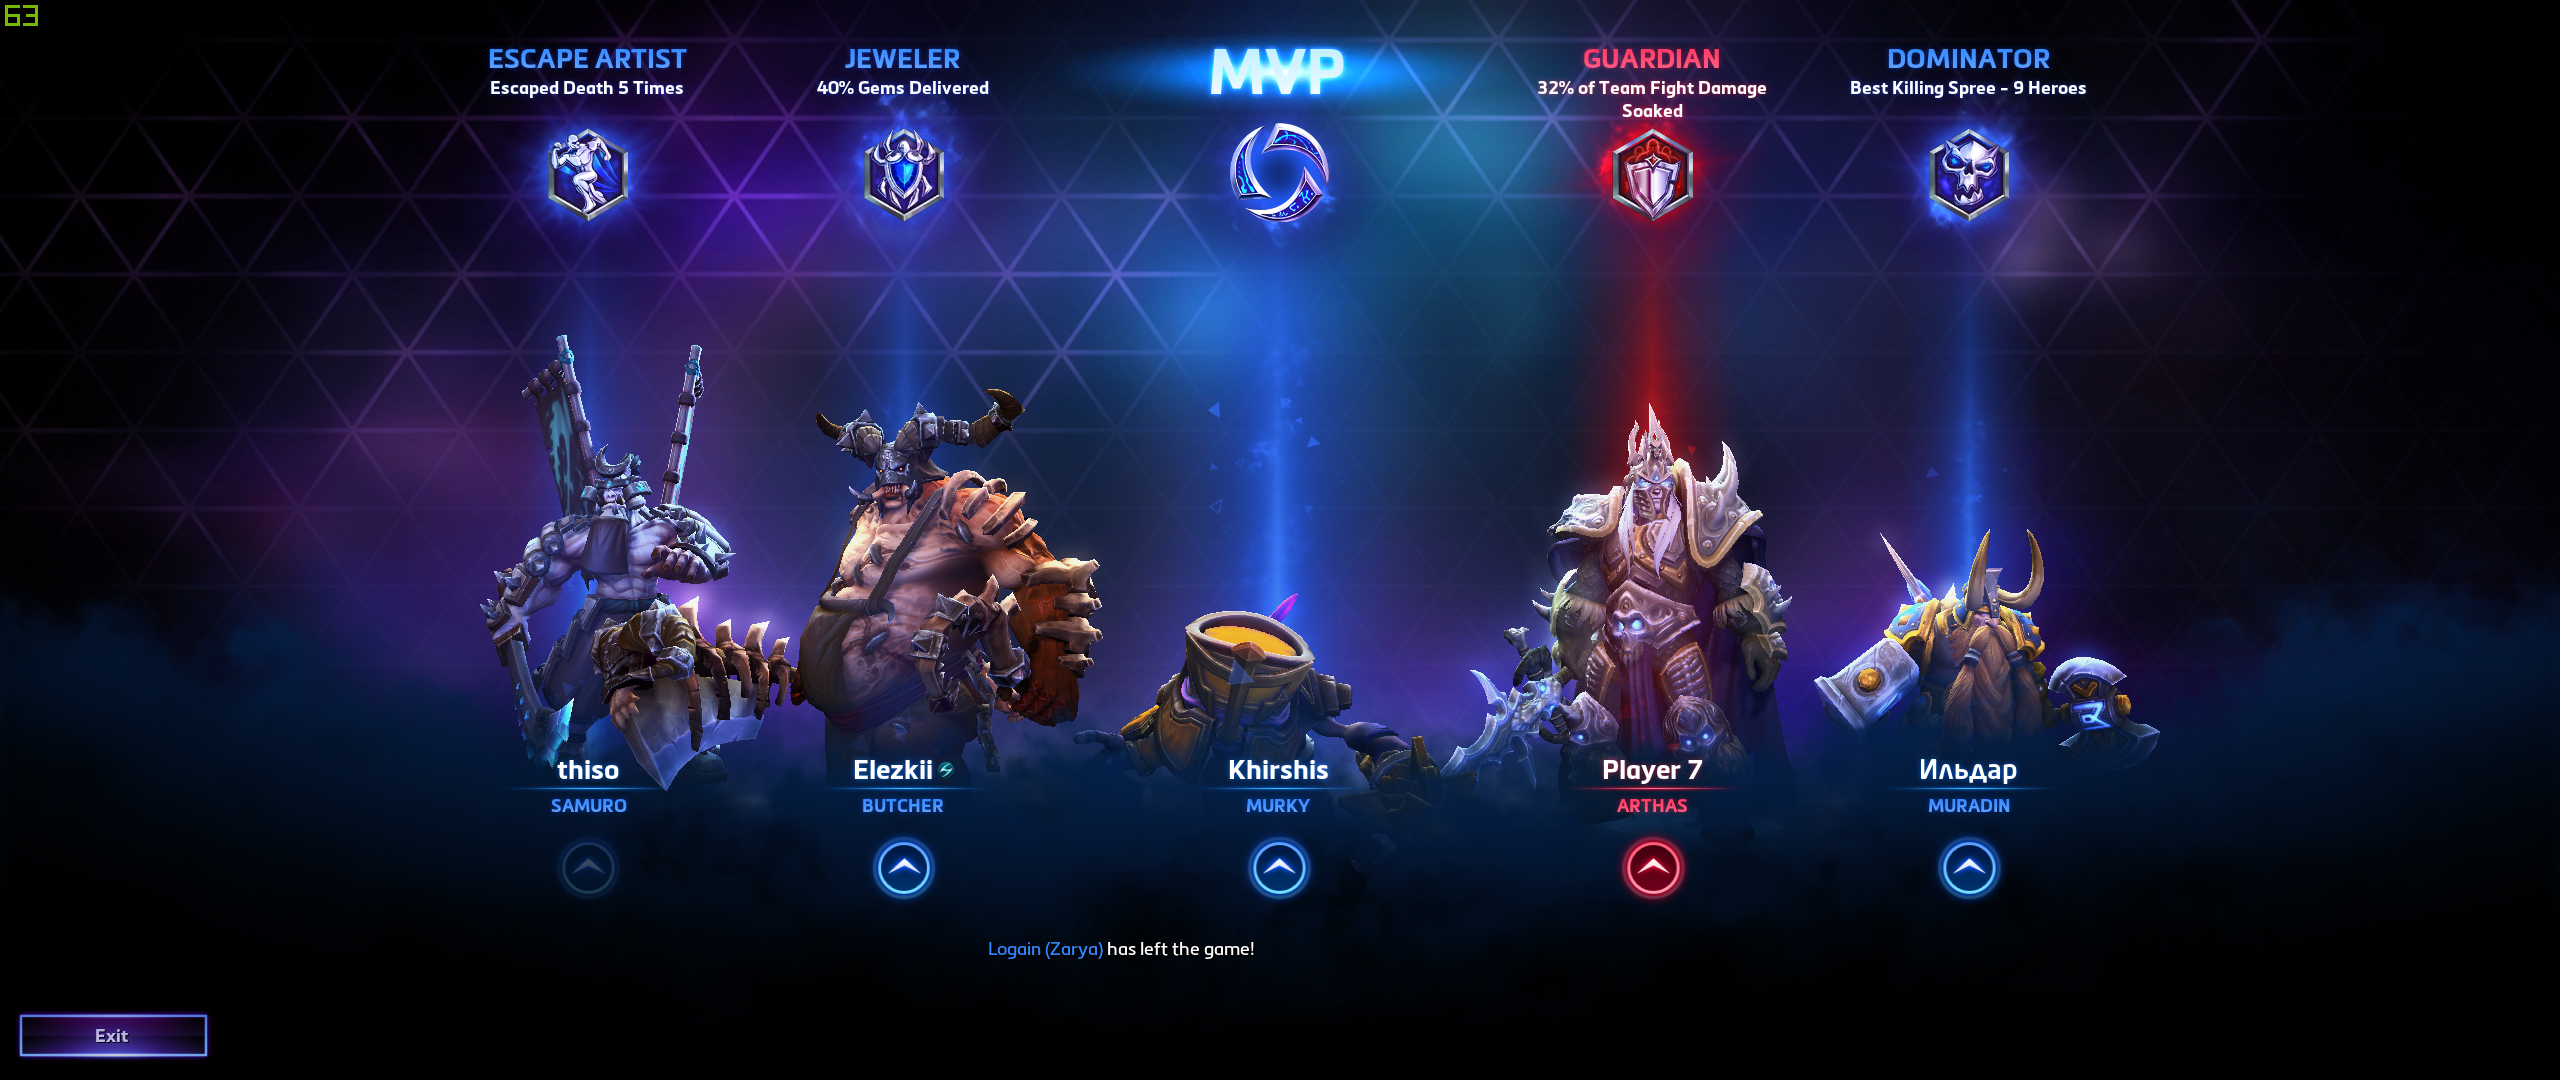 63
ESCAPE ARTIST
Escaped Death 5 Times
JEWELER
40% Gems Delivered
MVP
GUARDIAN
32% of Team Fight Damage
Soaked
DOMINATOR
Best Killing Spree - 9 Heroes
thiso
SAMURO
Elezkii
BUTCHER
Khirshis
MURKY
Player 7
ARTHAS
Ильдар
MURADIN
Logain (Zarya) has left the game!
Exit